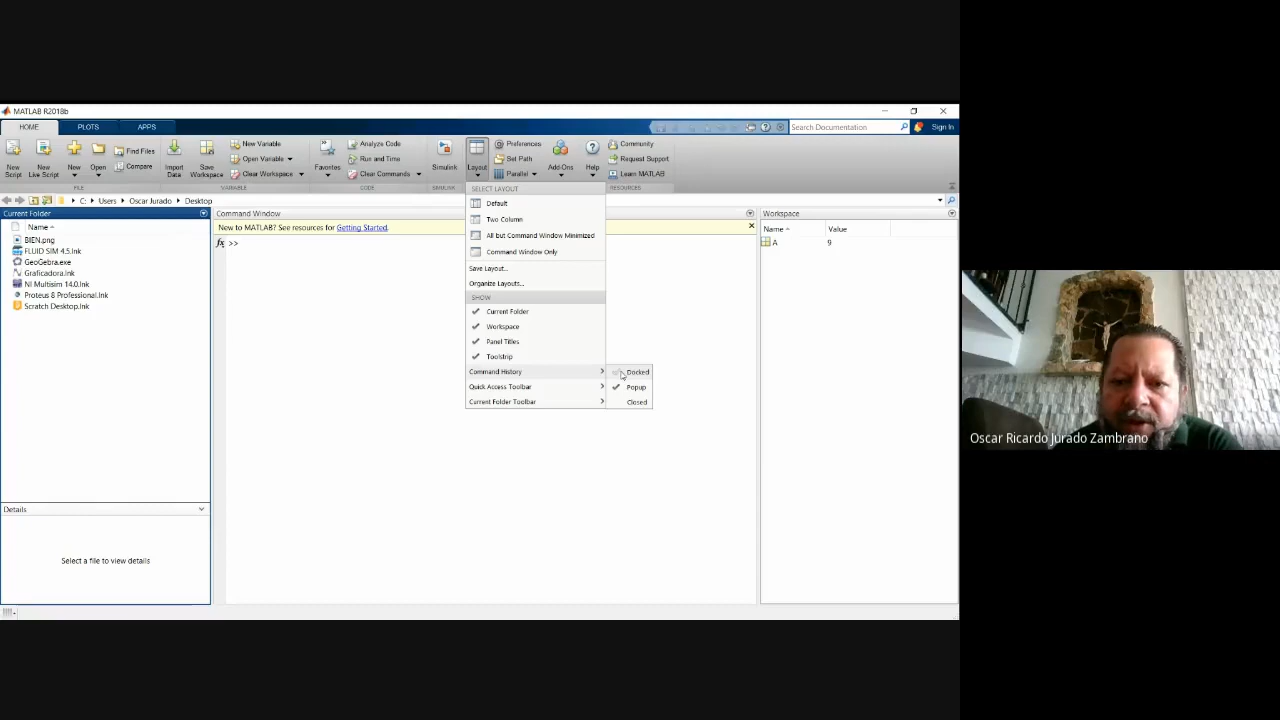 MATLAB R2018b
HOME PLOTS APPS
Search Documentation
Sign In
New Script
New Live Script
New
Open
Find Files
Compare
FILE
Import Data
Save Workspace
New Variable
Open Variable
Clear Workspace
VARIABLE
Favorites
Analyze Code
Run and Time
Clear Commands
CODE
Simulink
SIMULINK
Layout
Preferences
Set Path
Parallel
Add-Ons
Help
Community
Request Support
Learn MATLAB
RESOURCES
C: Users Oscar Jurado Desktop
Current Folder
Name
BIEN.png
FLUID SIM 4.5.lnk
GeoGebra.exe
Graficadora.lnk
NI Multisim 14.0.lnk
Proteus 8 Professional.lnk
Scratch Desktop.lnk
Details
Select a file to view details
Command Window
New to MATLAB? See resources for Getting Started.
fx >>
SELECT LAYOUT
Default
Two Column
All but Command Window Minimized
Command Window Only
Save Layout...
Organize Layouts...
SHOW
Current Folder
Workspace
Panel Titles
Toolstrip
Command History
Quick Access Toolbar
Current Folder Toolbar
Docked
Popup
Closed
Workspace
Name Value
A 9
Oscar Ricardo Jurado Zambrano